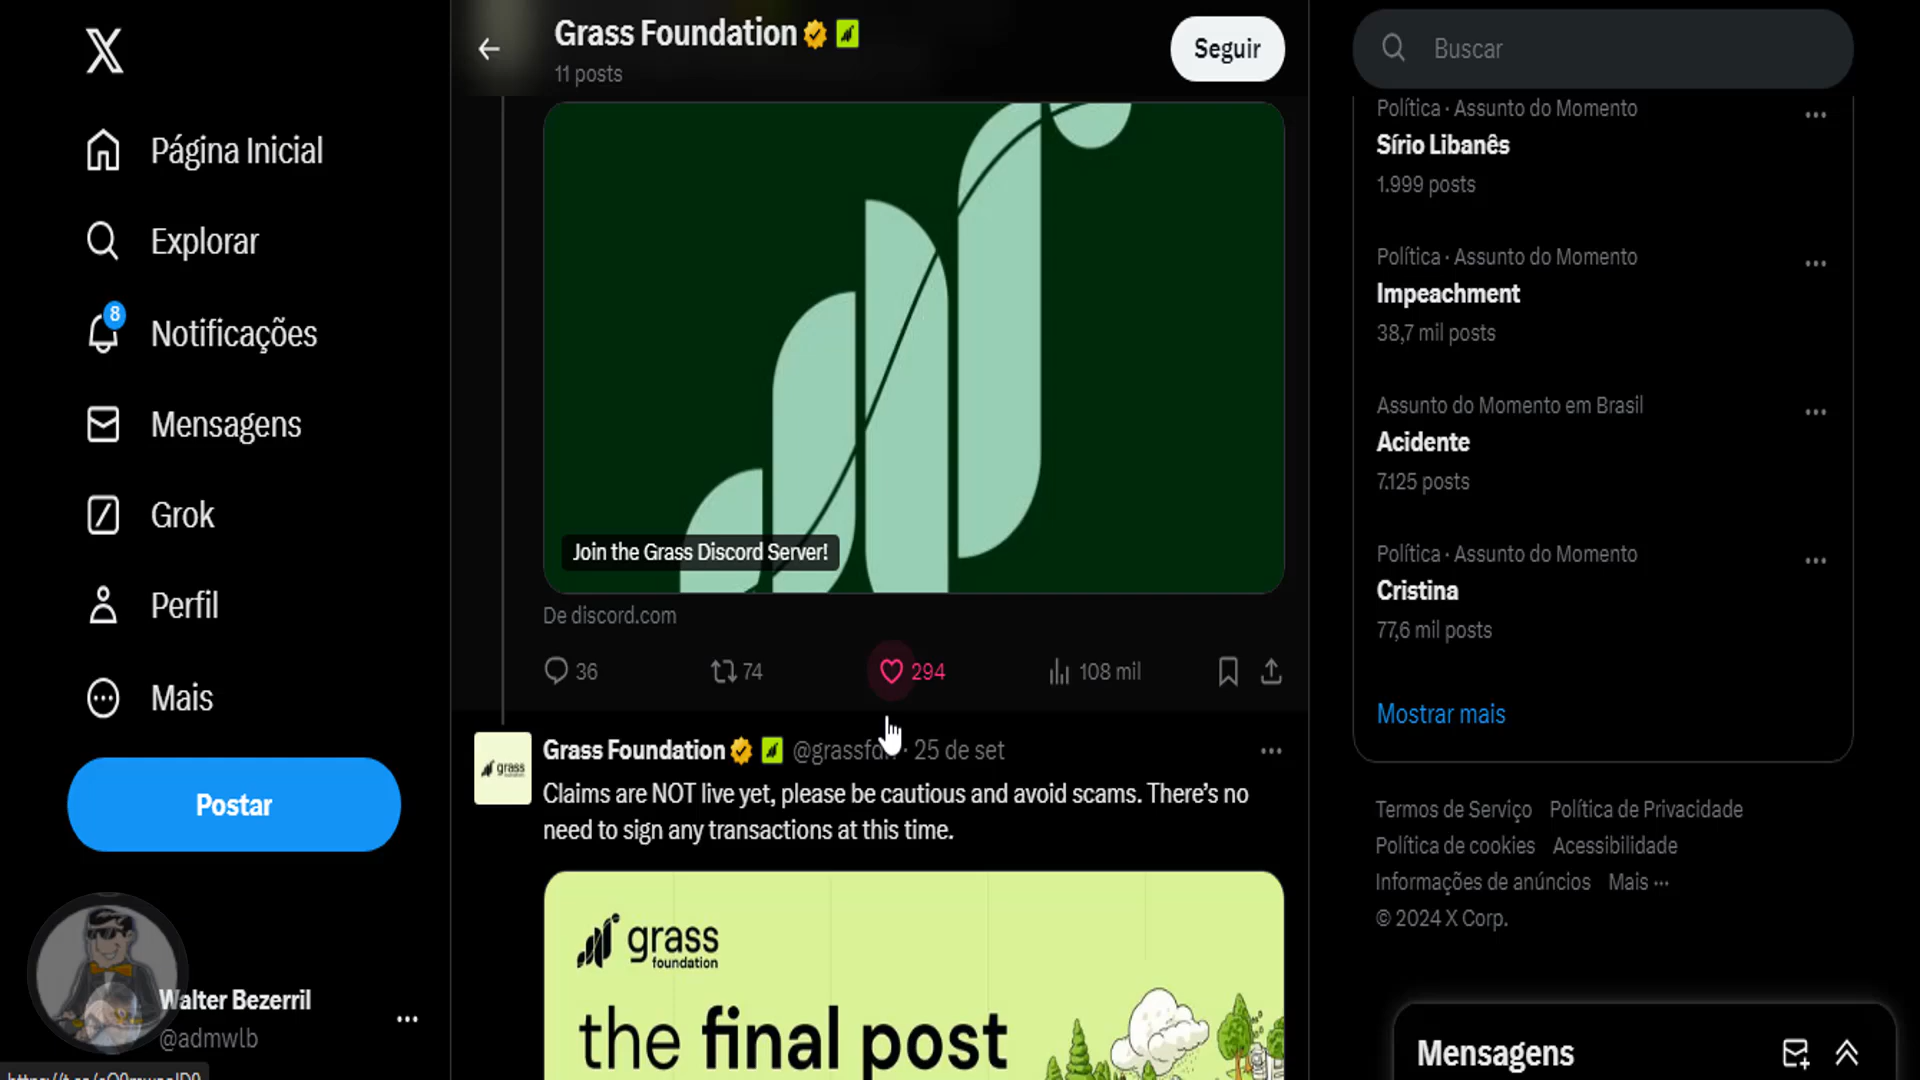 Página Inicial
Explorar
8
Notificações
Mensagens
Grok
Perfil
Mais
Postar
Walter Bezerril
@admwlb
Grass Foundation
11 posts
Seguir
Join the Grass Discord Server!
De discord.com
36
74
294
108 mil
Grass Foundation · 25 de set
Claims are NOT live yet, please be cautious and avoid scams. There's no
need to sign any transactions at this time.
grass
foundation
the final post
Buscar
Política · Assunto do Momento
Sírio Libanês
1.999 posts
Política · Assunto do Momento
Impeachment
38,7 mil posts
Assunto do Momento em Brasil
Acidente
7.125 posts
Política · Assunto do Momento
Cristina
77,6 mil posts
Mostrar mais
Termos de Serviço Política de Privacidade
Política de cookies Acessibilidade
Informações de anúncios Mais ···
© 2024 X Corp.
Mensagens